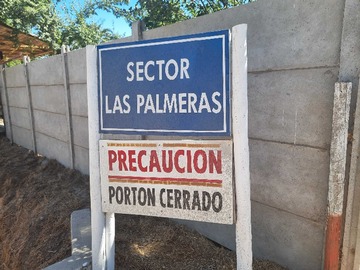 SECTOR
LAS PALMERAS
PRECAUCION
PORTON CERRADO